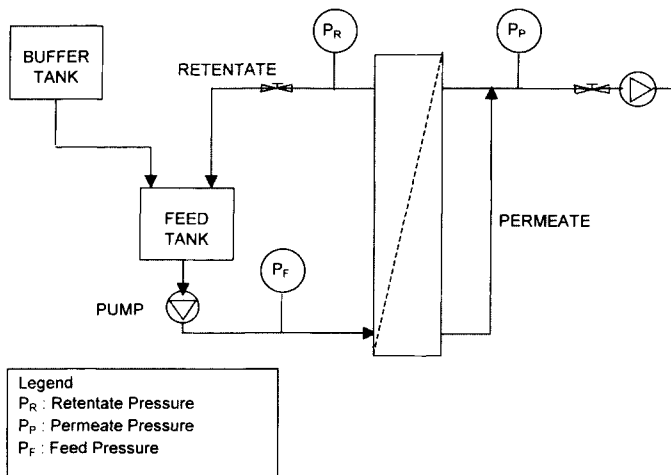 P_R
P_P
BUFFER
TANK
RETENTATE
FEED
TANK
PERMEATE
P_F
PUMP
Legend
P_R : Retentate Pressure
P_P : Permeate Pressure
P_F : Feed Pressure